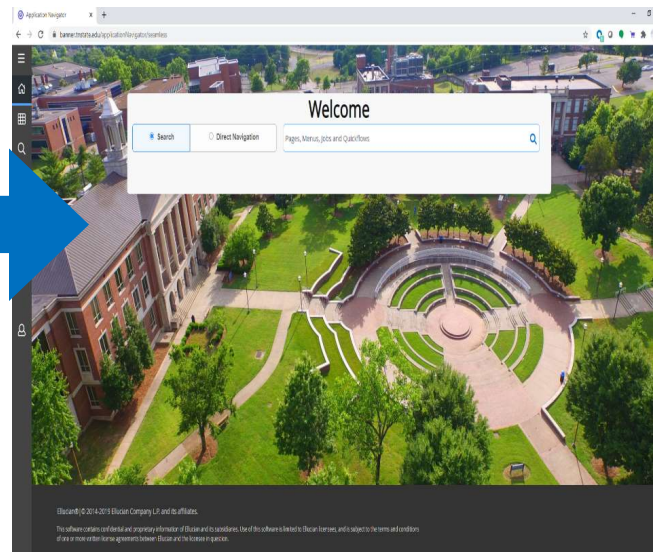 Application Navigator
banner.tnstate.edu/applicationNavigator/seamless
Welcome
Search
Direct Navigation
Pages, Menus, Jobs and Quickflows
Ellucian®| © 2014-2019 Ellucian Company L.P. and its affiliates.
This software contains confidential and proprietary information of Ellucian and its subsidiaries. Use of this software is limited to Ellucian licensees, and is subject to the terms and conditions
of one or more written license agreements between Ellucian and the licensee in question.